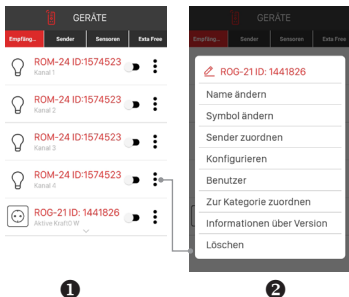 GERÄTE
Empfäng... Sender Sensoren Exta Free
ROM-24 ID:1574523
Kanal 1
ROM-24 ID:1574523
Kanal 2
ROM-24 ID:1574523
Kanal 3
ROM-24 ID:1574523
Kanal 4
ROG-21 ID: 1441826
Aktive Kraft0 W
1
GERÄTE
Empfäng... Sender Sensoren Exta Free
ROG-21 ID: 1441826
Name ändern
Symbol ändern
Sender zuordnen
Konfigurieren
Benutzer
Zur Kategorie zuordnen
Informationen über Version
Löschen
2